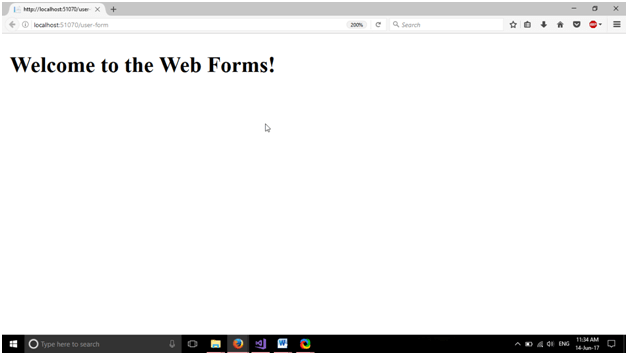 http://localhost:51070/user-
localhost:51070/user-form
200%
Search
Welcome to the Web Forms!
Type here to search
ENG
11:34 AM
14-Jun-17